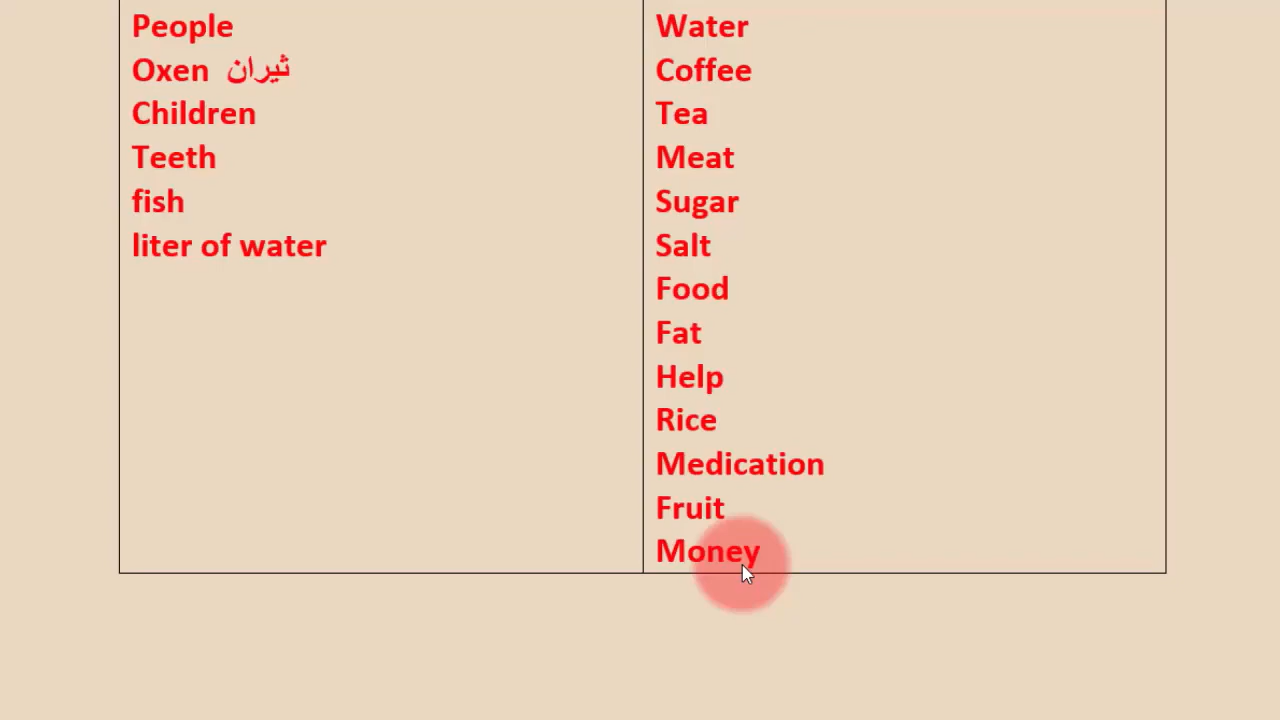 People
Oxen ثيران
Children
Teeth
fish
liter of water
Water
Coffee
Tea
Meat
Sugar
Salt
Food
Fat
Help
Rice
Medication
Fruit
Money